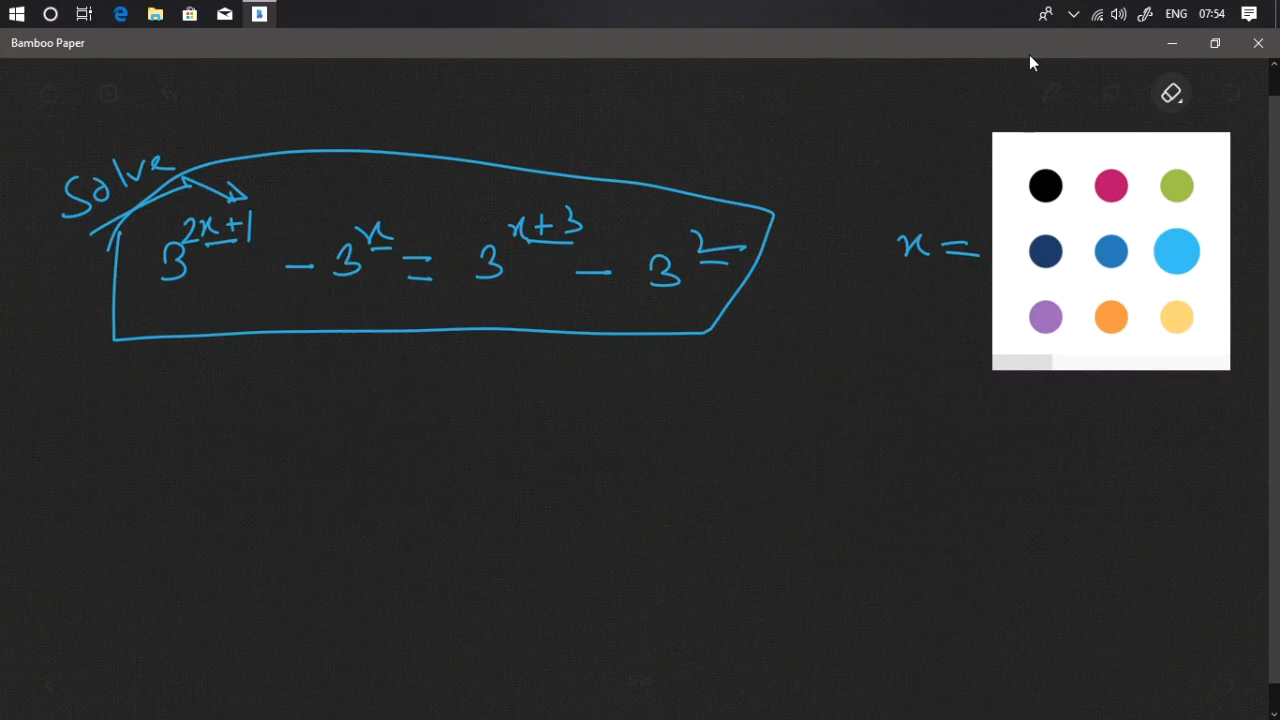 ENG 07:54
Bamboo Paper
Solve
3^{2x+1} - 3^x = 3^{x+3} - 3^2
x =